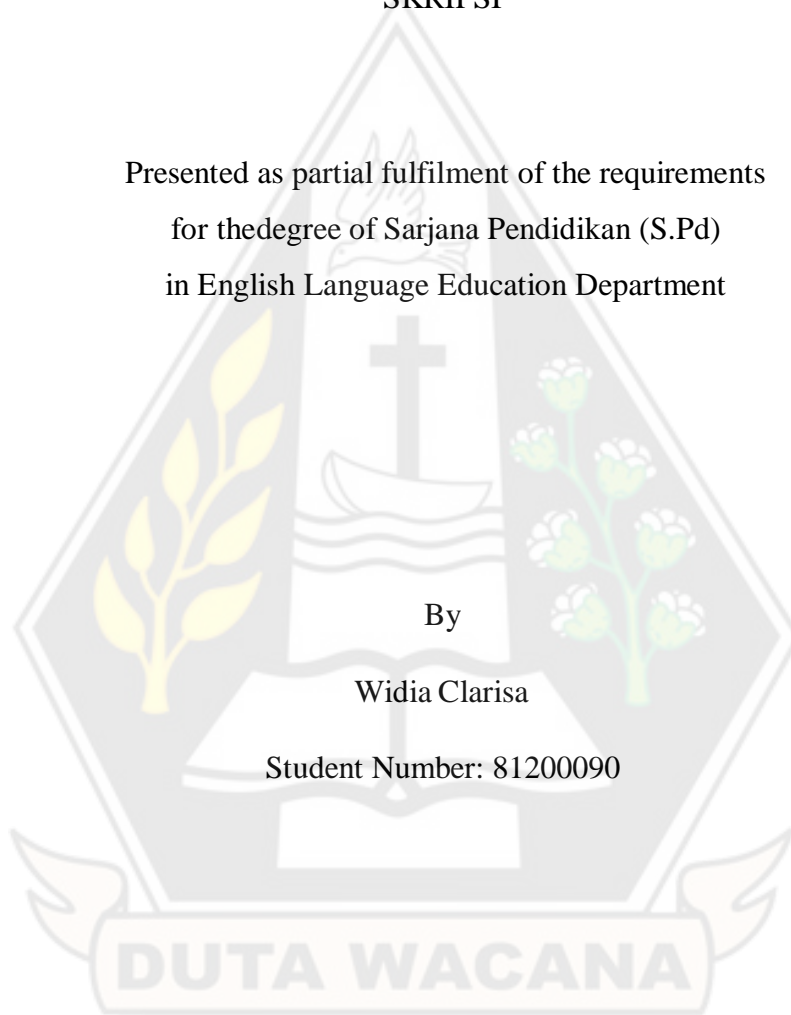 Presented as partial fulfilment of the requirements
for thedegree of Sarjana Pendidikan (S.Pd)
in English Language Education Department
By
Widia Clarisa
Student Number: 81200090
DUTA WACANA